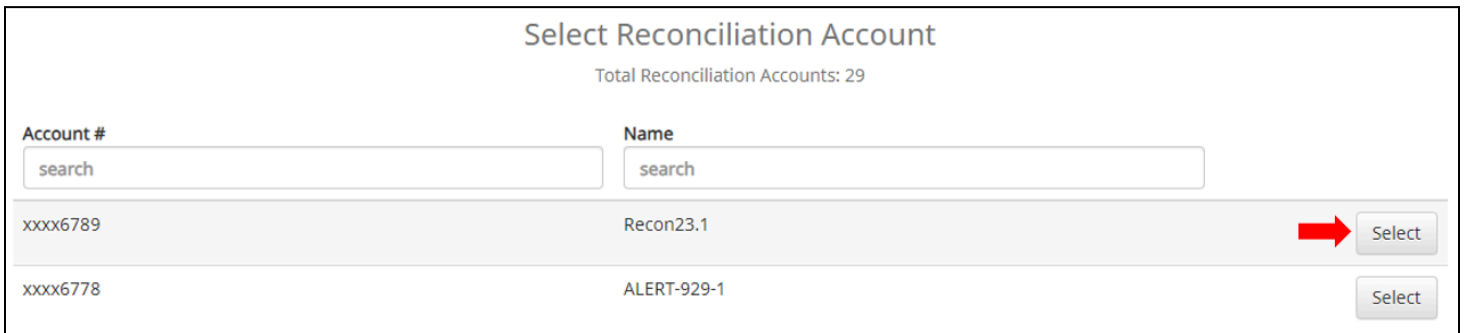 Select Reconciliation Account
Total Reconciliation Accounts: 29
Account # Name
search search
xxxx6789 Recon23.1 Select
xxxx6778 ALERT-929-1 Select